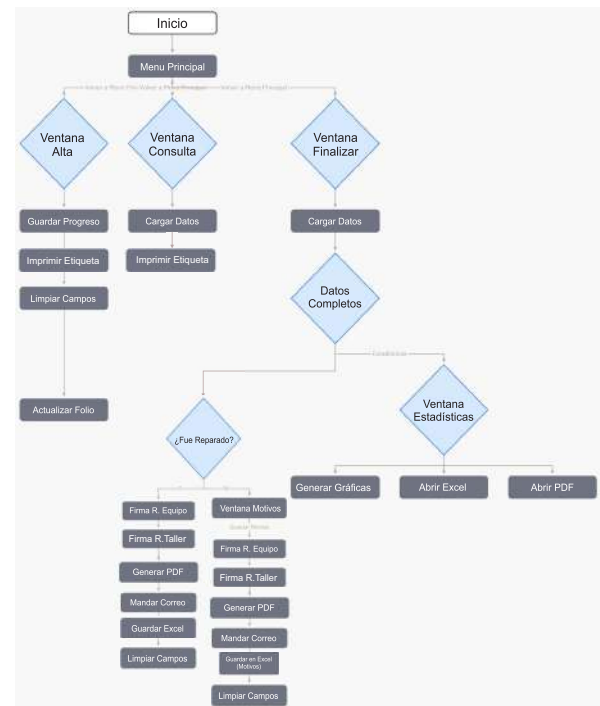 Inicio
Menu Principal
Ventana
Alta
Ventana
Consulta
Ventana
Finalizar
Guardar Progreso
Cargar Datos
Cargar Datos
Imprimir Etiqueta
Imprimir Etiqueta
Limpiar Campos
Datos
Completos
Estadísticas
Actualizar Folio
Ventana
Estadísticas
¿Fue Reparado?
Generar Gráficas
Abrir Excel
Abrir PDF
Firma R. Equipo
Firma R.Taller
Generar PDF
Mandar Correo
Guardar Excel
Limpiar Campos
Ventana Motivos
Firma R. Equipo
Firma R.Taller
Generar PDF
Mandar Correo
Guardar en Excel
(Motivos)
Limpiar Campos